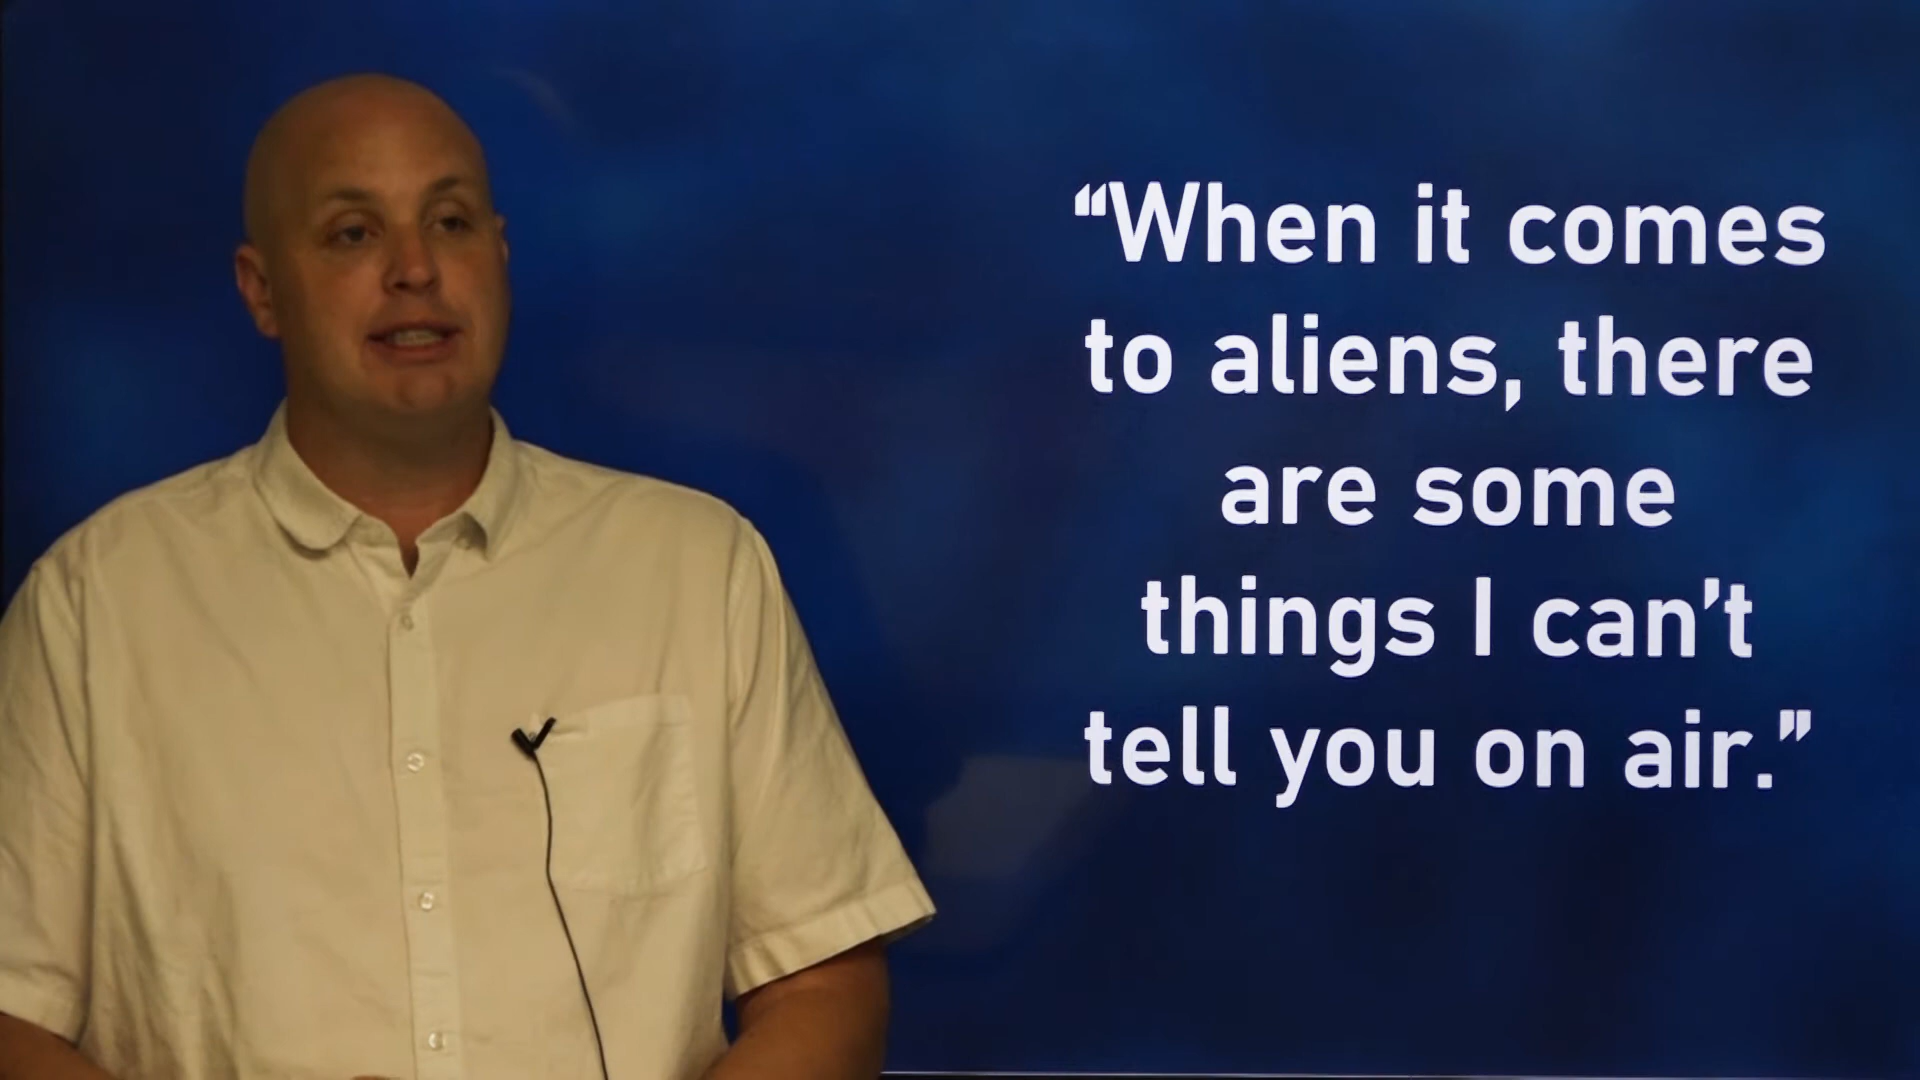 “When it comes
to aliens, there
are some
things I can’t
tell you on air.”